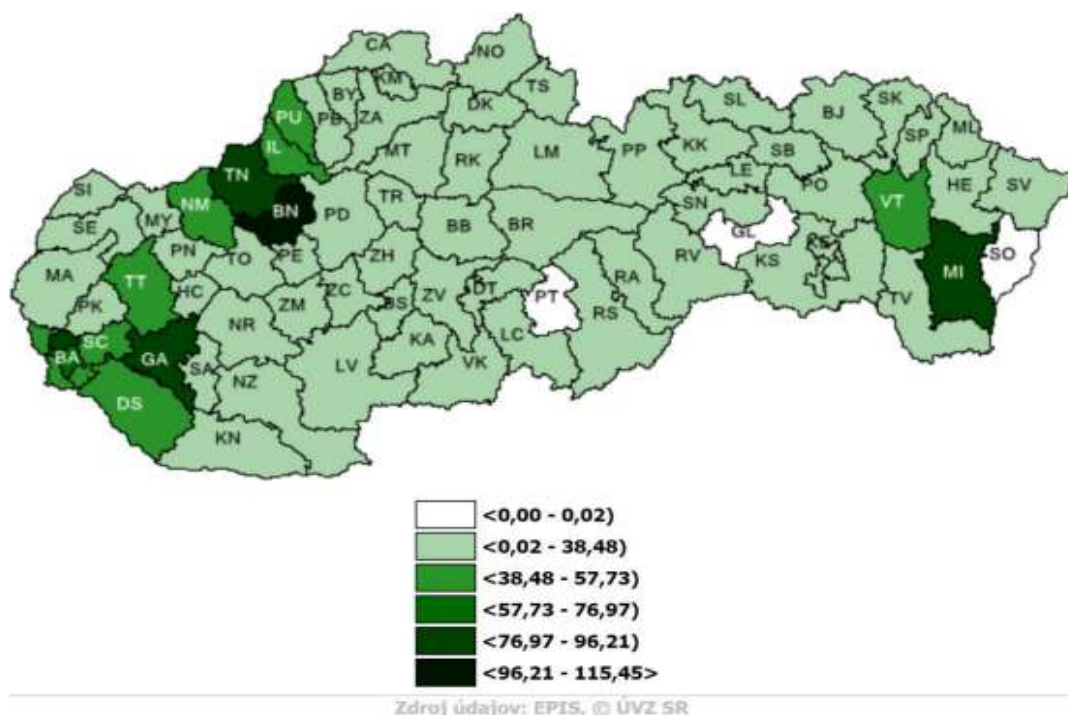 CA
NO
KM
BY
TS
PU
PB
ZA
DK
SL
BJ
SK
SP
ML
IL
MT
RK
LM
PP
KK
SB
TN
LE
PO
HE
SV
SI
NM
BN
PD
TR
SN
VT
SE
MY
BB
BR
GL
SO
PN
TO
PE
ZH
RV
KS
MA
TT
HC
ZC
DT
RA
MI
PK
ZM
BS
ZV
PT
TV
NR
RS
BA
SC
GA
SA
KA
LC
NZ
LV
VK
DS
KN
<0,00 - 0,02)
<0,02 - 38,48)
<38,48 - 57,73)
<57,73 - 76,97)
<76,97 - 96,21)
<96,21 - 115,45>
Zdroj údajov: EPIS, © ÚVZ SR